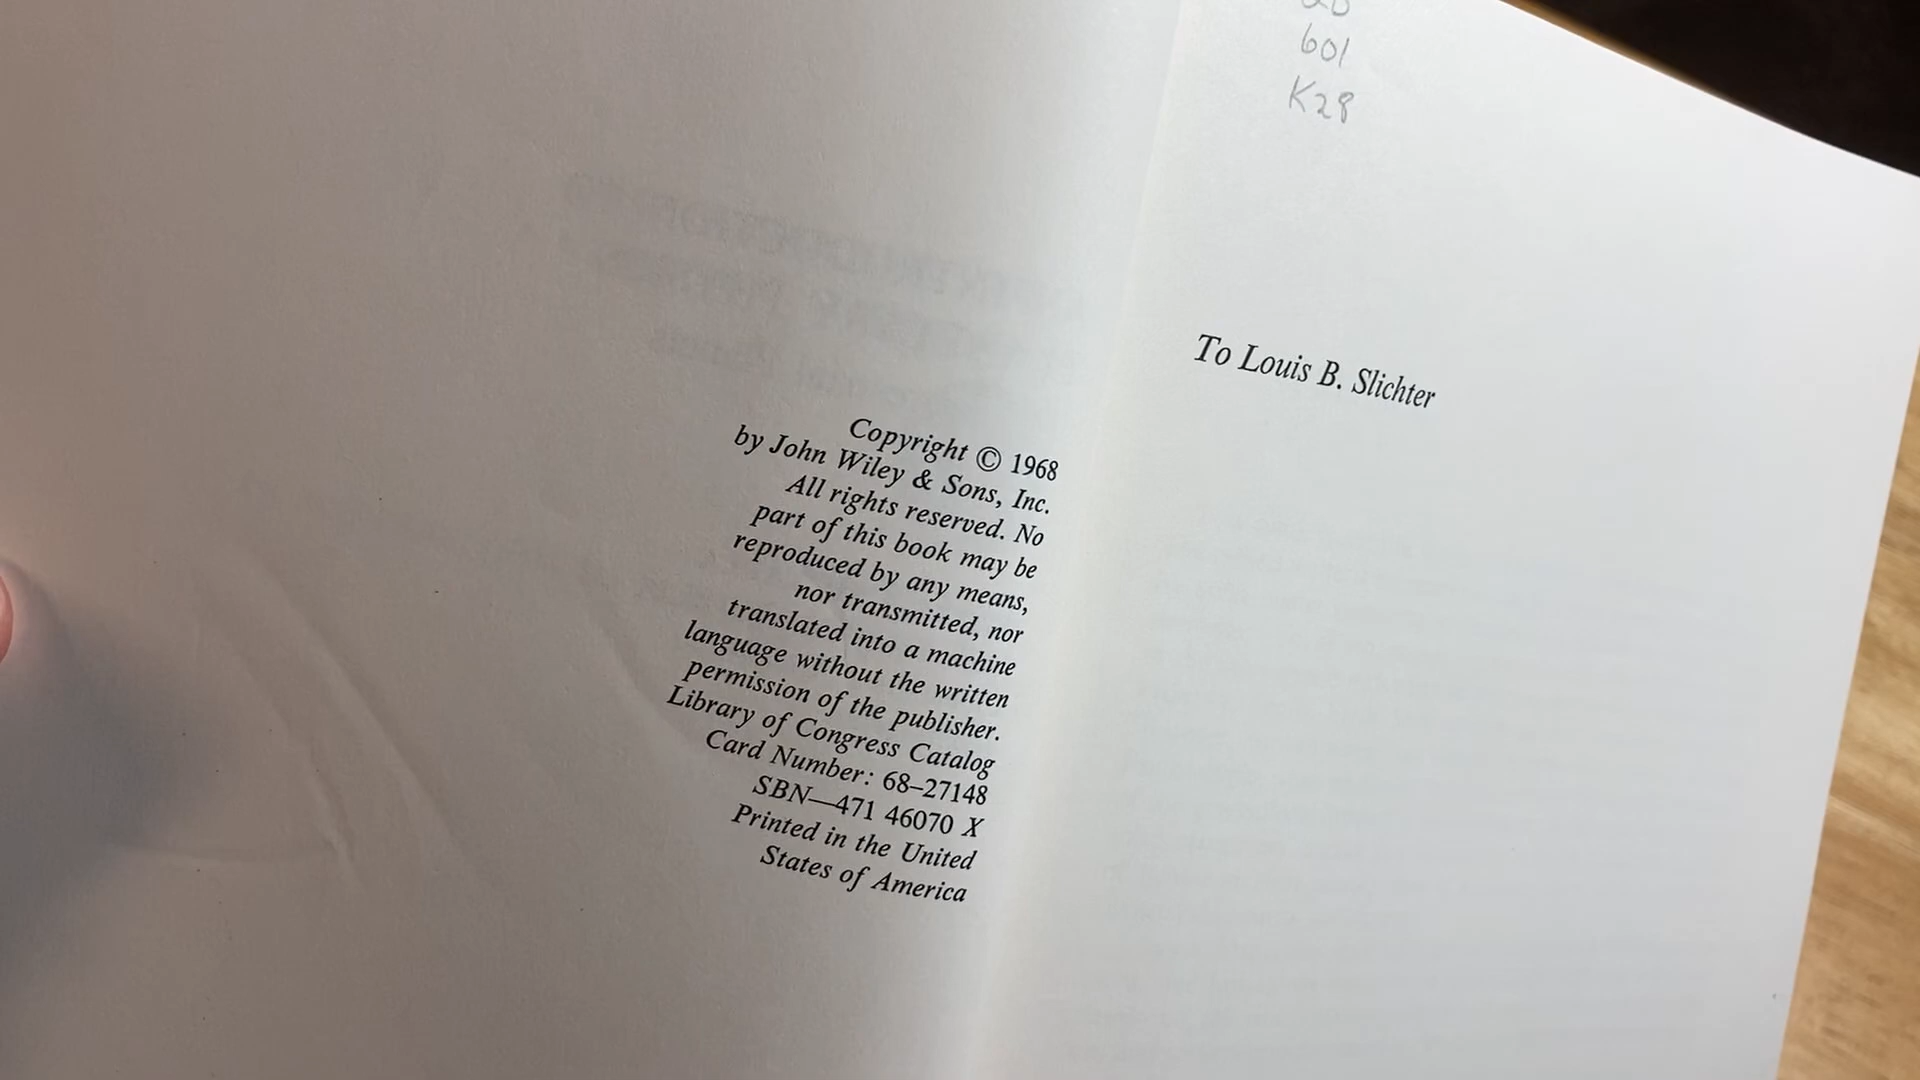 Copyright © 1968
by John Wiley & Sons, Inc.
All rights reserved. No
part of this book may be
reproduced by any means,
nor transmitted, nor
translated into a machine
language without the written
permission of the publisher.
Library of Congress Catalog
Card Number: 68–27148
SBN—471 46070 X
Printed in the United
States of America
601
K28
To Louis B. Slichter